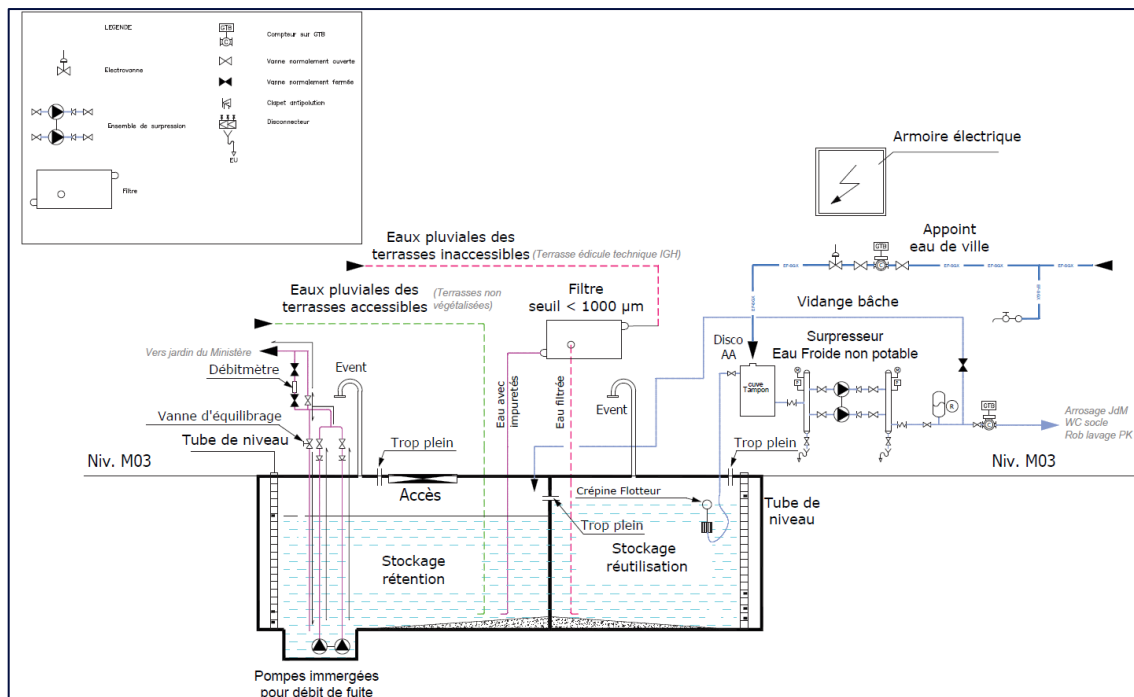 LEGENDE
Electrovanne
Ensemble de surpression
Filtre
GTB
C
Compteur sur GTB
Vanne normalement ouverte
Vanne normalement fermée
Clapet antipolution
Disconecteur
EU
Armoire électrique
Appoint
eau de ville
Eaux pluviales des
terrasses inaccessibles
(Terrasse édicule technique IGH)
Eaux pluviales des
terrasses accessibles
(Terrasses non
végétalisées)
Filtre
seuil < 1000 µm
GTB
C
Vidange bâche
Vers jardin du Ministère
Débitmètre
Event
Disco
AA
Surpresseur
Eau Froide non potable
cuve
Tampon
Eau avec
impuretés
Eau filtrée
Event
R
GTB
C
Arrosage JdM
WC socle
Rob lavage PK
Vanne d'équilibrage
Tube de niveau
Trop plein
Trop plein
Niv. M03
Niv. M03
Accès
Crépine Flotteur
Trop plein
Tube de
niveau
Stockage
rétention
Stockage
réutilisation
Pompes immergées
pour débit de fuite